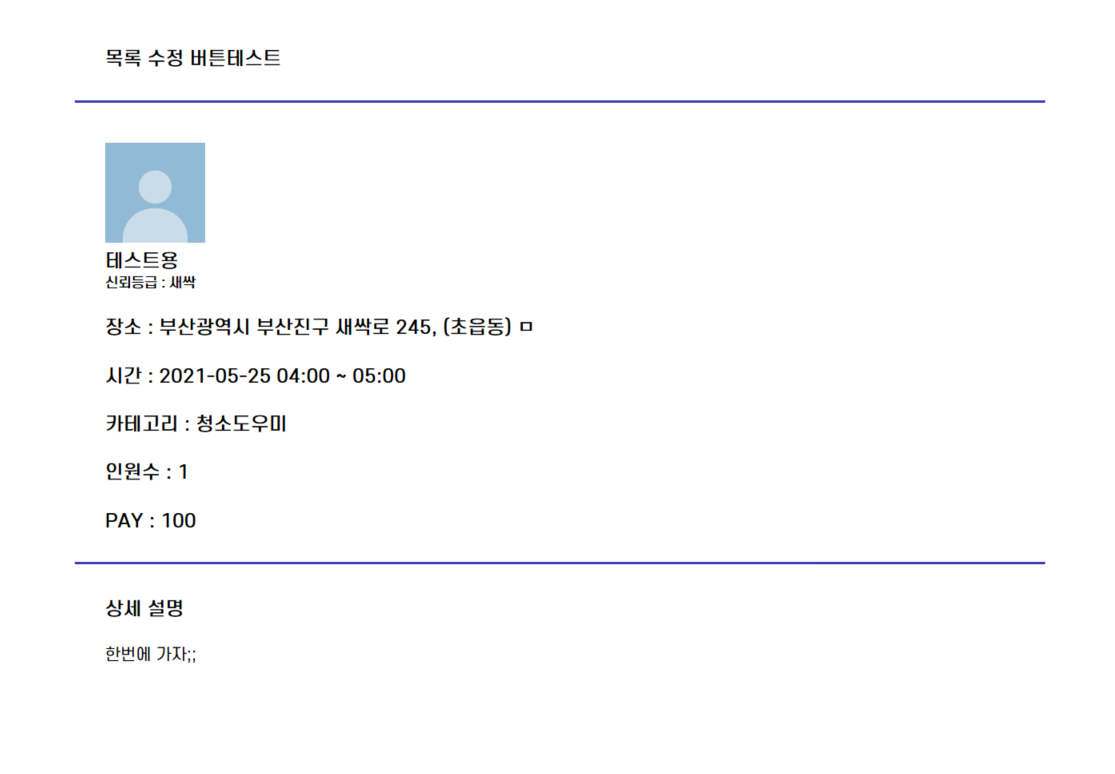 목록 수정 버튼테스트
테스트용
신뢰등급 : 새싹
장소 : 부산광역시 부산진구 새싹로 245, (초읍동) ㅁ
시간 : 2021-05-25 04:00 ~ 05:00
카테고리 : 청소도우미
인원수 : 1
PAY : 100
상세 설명
한번에 가자;;